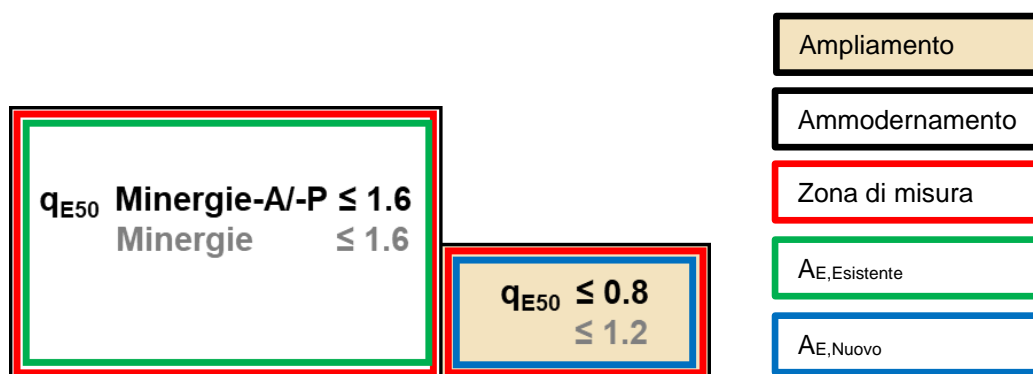 Ampliamento
Ammodernamento
Zona di misura
AE,Esistente
AE,Nuovo
qE50 Minergie-A/-P ≤ 1.6
Minergie ≤ 1.6
qE50 ≤ 0.8
≤ 1.2